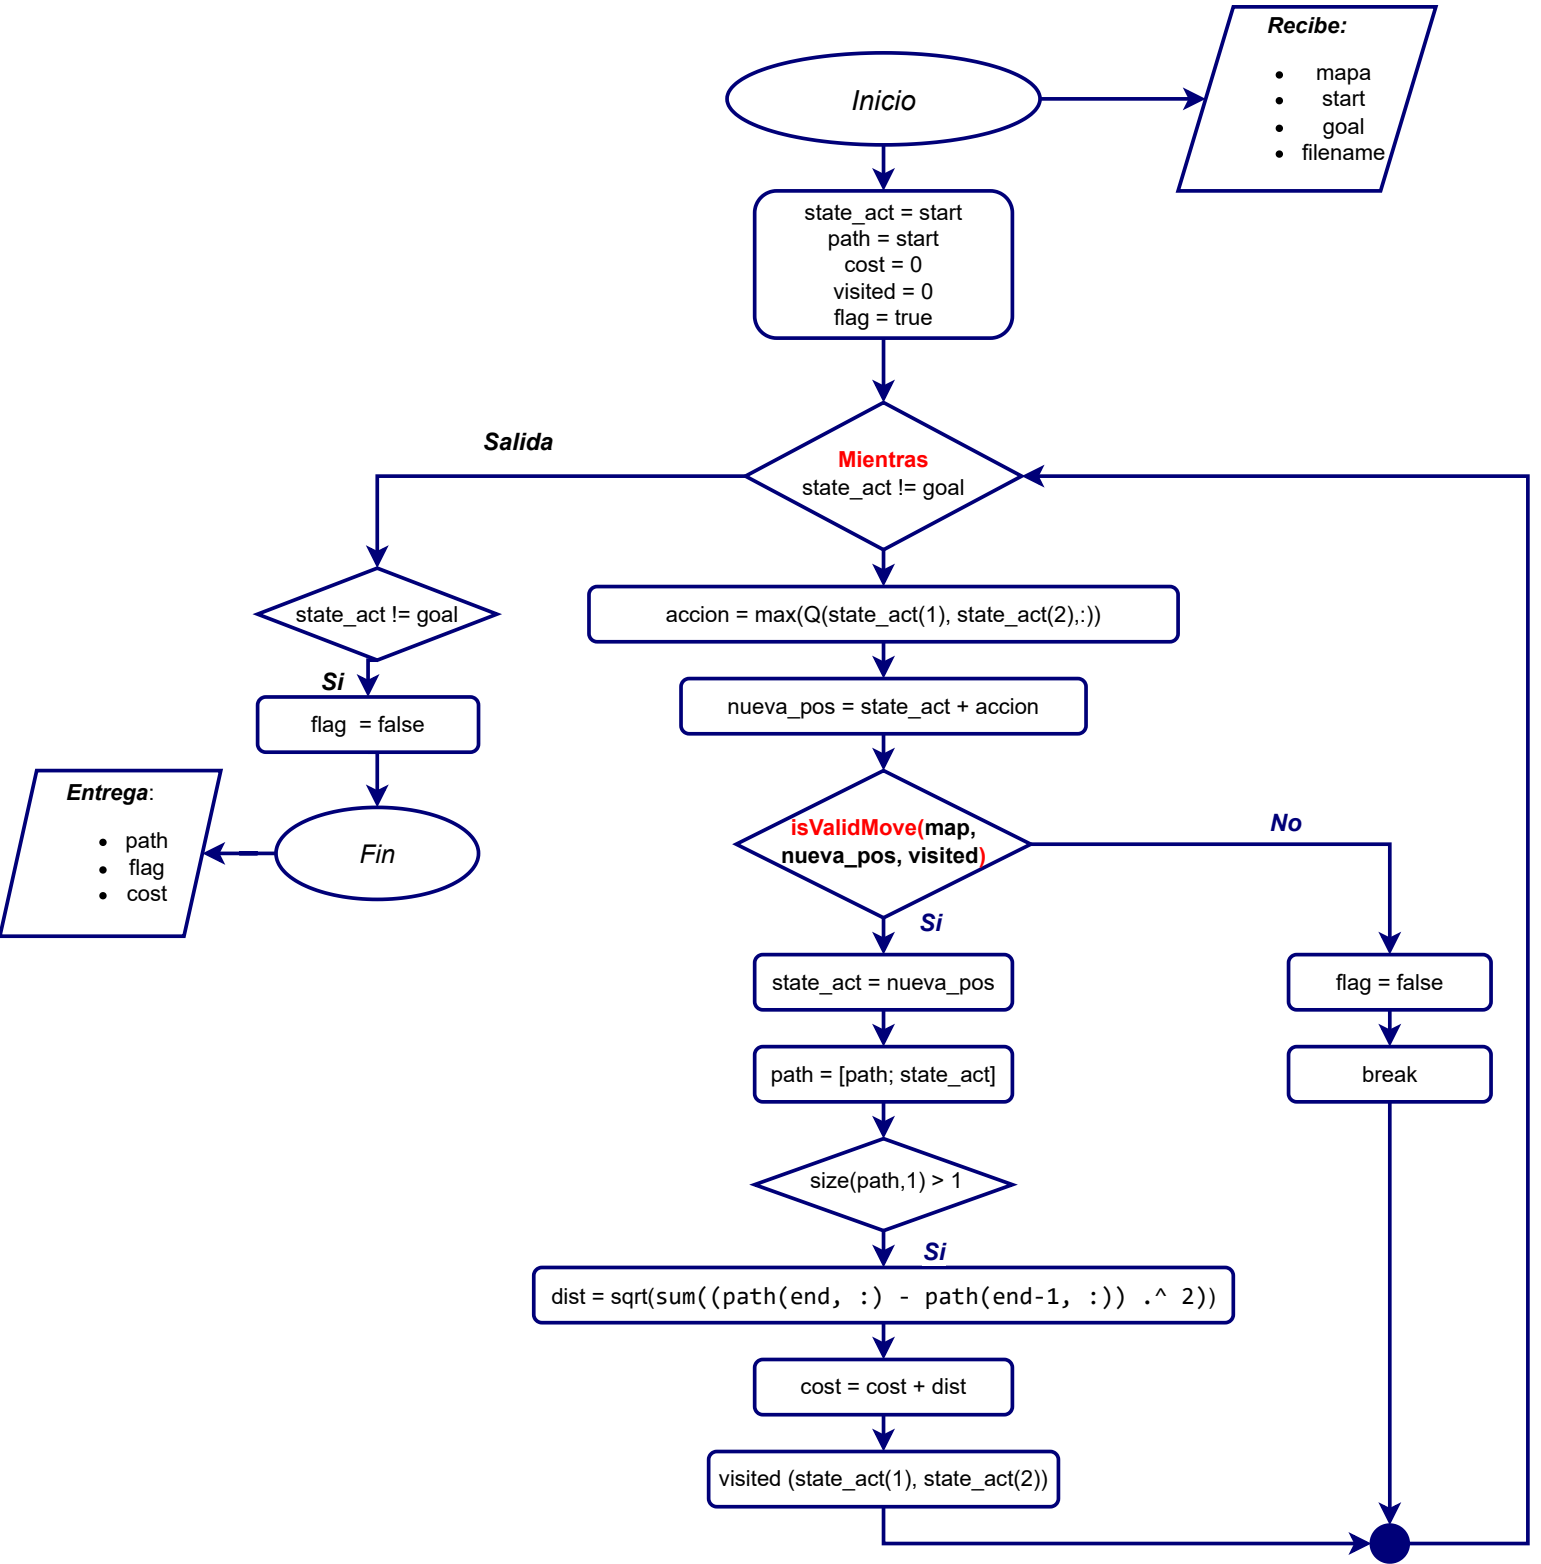 Inicio
Recibe:
• mapa
• start
• goal
• filename
state_act = start
path = start
cost = 0
visited = 0
flag = true
Salida
Mientras
state_act != goal
state_act != goal
Si
flag  = false
Fin
Entrega:
• path
• flag
• cost
accion = max(Q(state_act(1), state_act(2),:))
nueva_pos = state_act + accion
isValidMove(map,
nueva_pos, visited)
No
Si
state_act = nueva_pos
flag = false
path = [path; state_act]
break
size(path,1) > 1
Si
dist = sqrt(sum((path(end, :) - path(end-1, :)) .^ 2))
cost = cost + dist
visited (state_act(1), state_act(2))